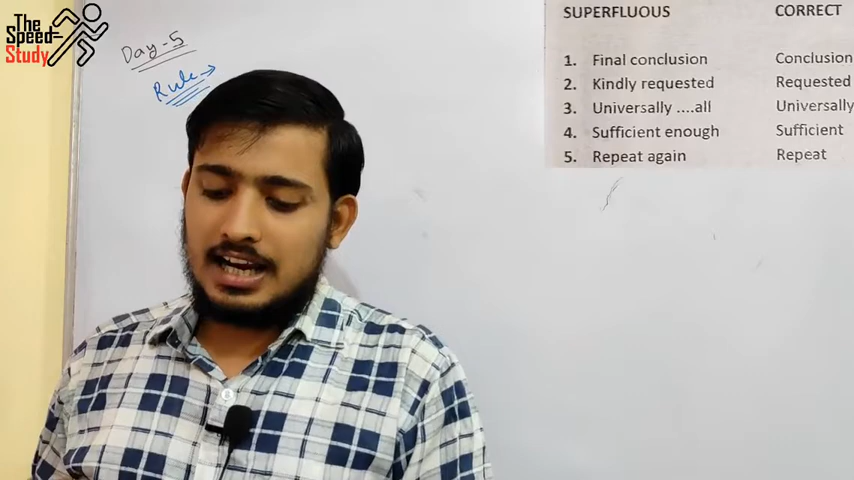 The
Speed
Study
Day-5
Rule→
SUPERFLUOUS CORRECT
1. Final conclusion Conclusion
2. Kindly requested Requested
3. Universally ....all Universally
4. Sufficient enough Sufficient
5. Repeat again Repeat